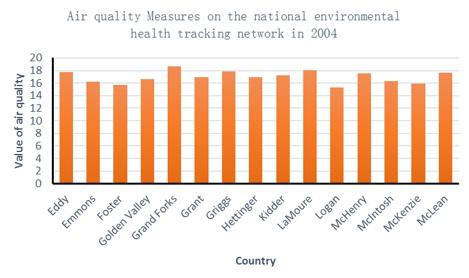 Air quality Measures on the national environmental
health tracking network in 2004
Value of air quality
20
18
16
14
12
10
8
6
4
2
0
Eddy
Emmons
Foster
Golden Valley
Grand Forks
Grant
Griggs
Hettinger
Kidder
LaMoure
Logan
McHenry
McIntosh
McKenzie
McLean
Country